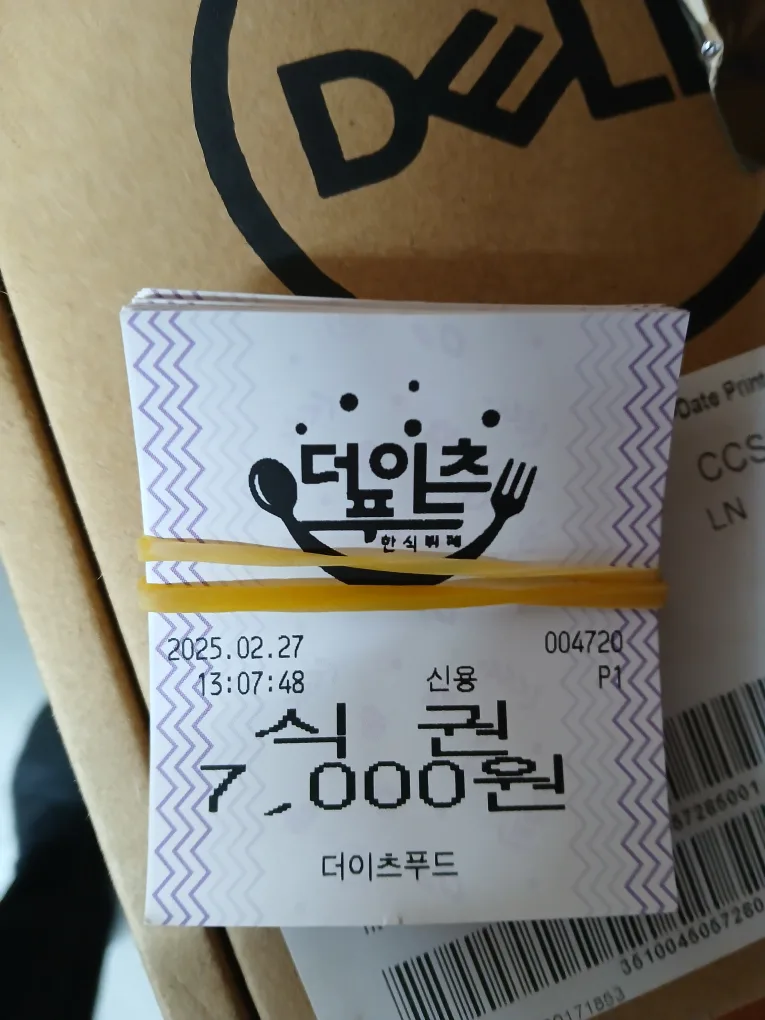 DELL
Date Print
CCS
LN
더이츠
푸드
한식뷔페
2025.02.27 004720
13:07:48 신용 P1
식 권
7,000원
더이츠푸드